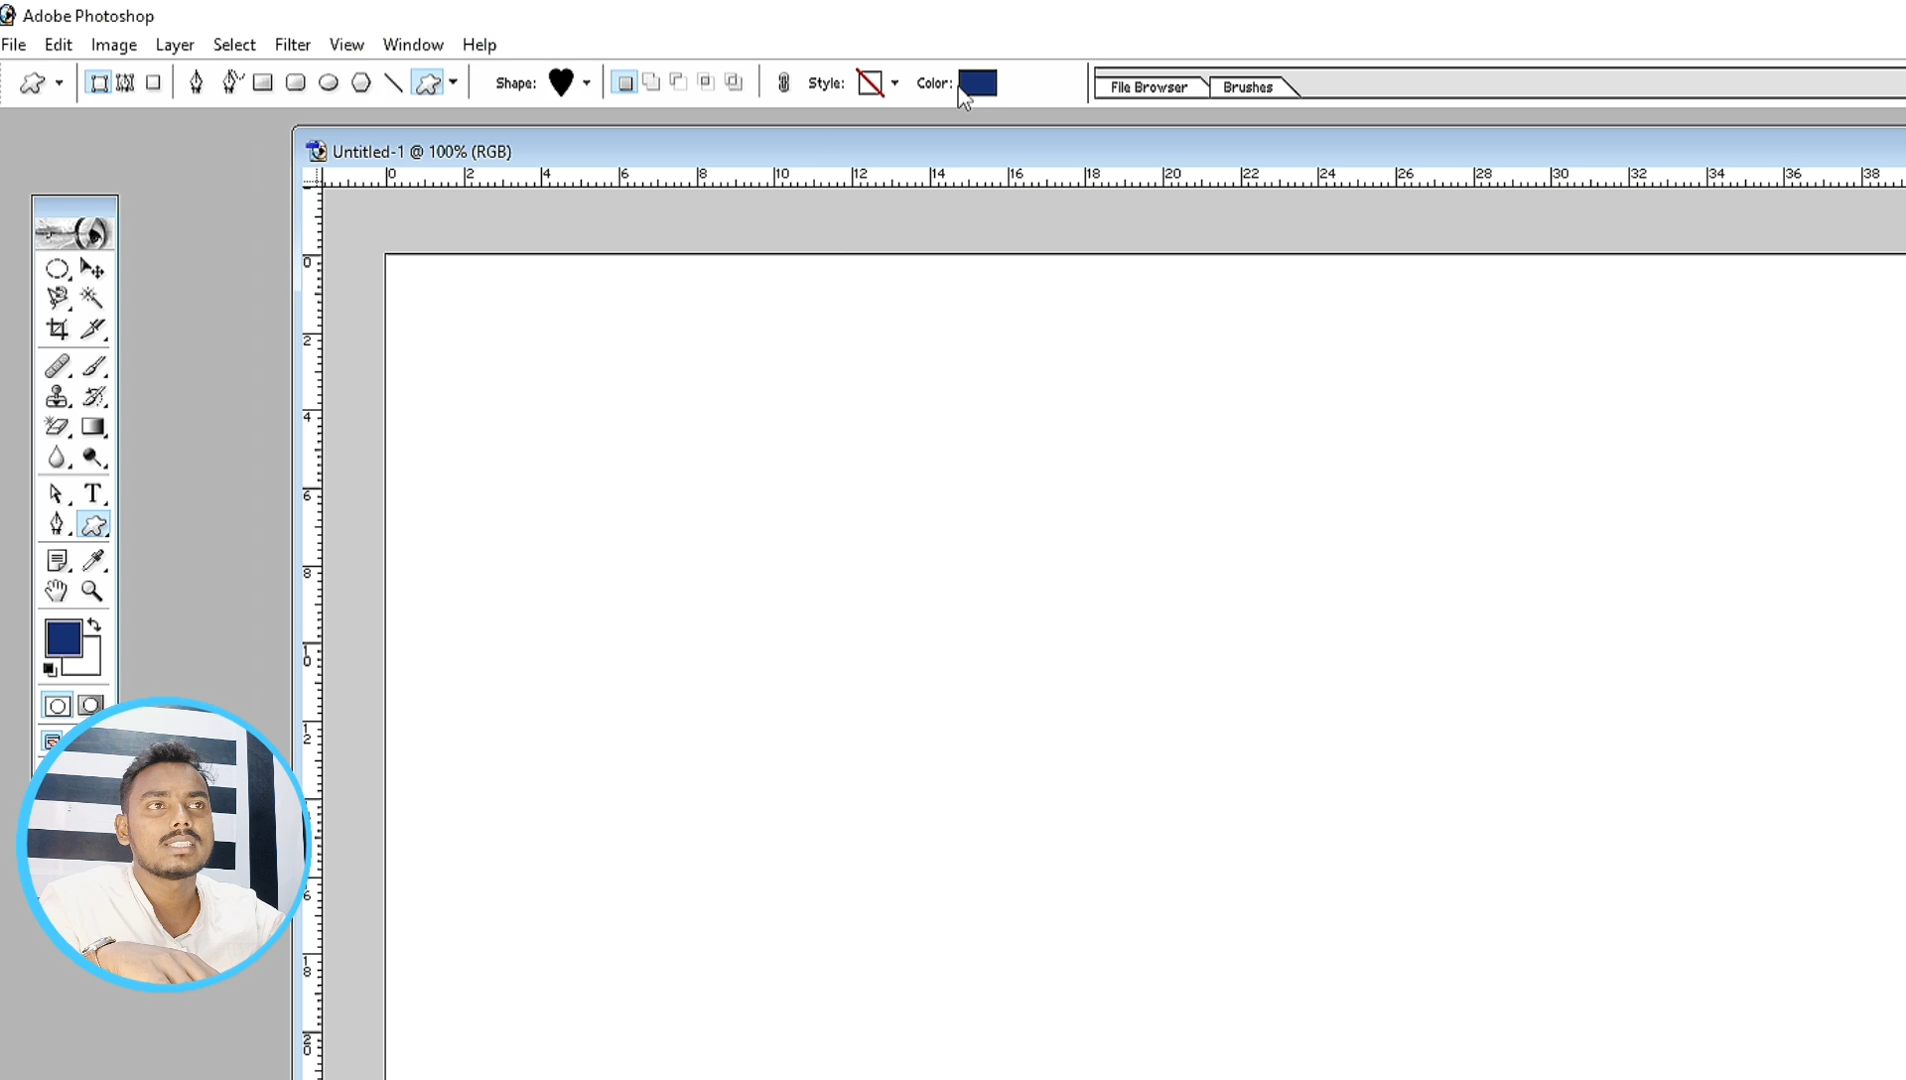 Adobe Photoshop
File Edit Image Layer Select Filter View Window Help
Shape: Style: Color: File Browser Brushes
Untitled-1 @ 100% (RGB)
0 2 4 6 8 10 12 14 16 18 20 22 24 26 28 30 32 34 36 38
0
2
4
6
8
10
12
6
18
20
T